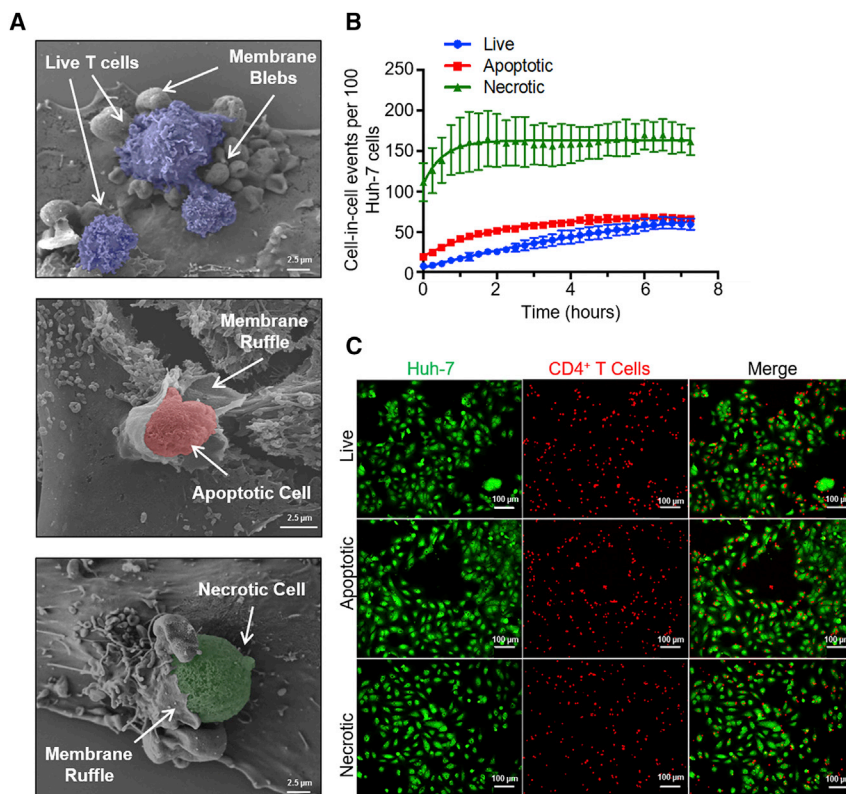 A
Live T cells
Membrane
Blebs
2.5 µm
Membrane
Ruffle
Apoptotic Cell
2.5 µm
Necrotic Cell
Membrane
Ruffle
2.5 µm
B
Live
Apoptotic
Necrotic
Cell-in-cell events per 100
Huh-7 cells
250
200
150
100
50
0
0 2 4 6 8
Time (hours)
C
Huh-7 CD4⁺ T Cells Merge
Live
100 µm 100 µm 100 µm
Apoptotic
100 µm 100 µm 100 µm
Necrotic
100 µm 100 µm 100 µm